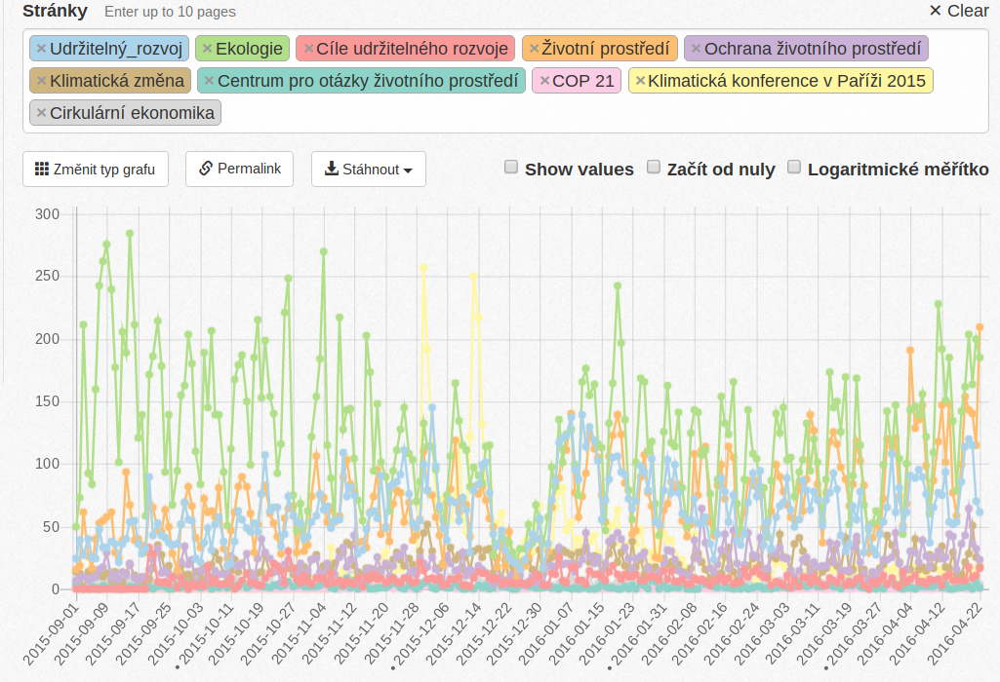 Stránky Enter up to 10 pages × Clear
×Udržitelný_rozvoj ×Ekologie ×Cíle udržitelného rozvoje ×Životní prostředí ×Ochrana životního prostředí
×Klimatická změna ×Centrum pro otázky životního prostředí ×COP 21 ×Klimatická konference v Paříži 2015
×Cirkulární ekonomika
Změnit typ grafu Permalink Stáhnout Show values Začít od nuly Logaritmické měřítko
300
250
200
150
100
50
0
2015-09-01 2015-09-09 2015-09-17 2015-09-25 2015-10-03 2015-10-11 2015-10-19 2015-10-27 2015-11-04 2015-11-12 2015-11-20 2015-11-28 2015-12-06 2015-12-14 2015-12-22 2015-12-30 2016-01-07 2016-01-15 2016-01-23 2016-01-31 2016-02-08 2016-02-16 2016-02-24 2016-03-03 2016-03-11 2016-03-19 2016-03-27 2016-04-04 2016-04-12 2016-04-22